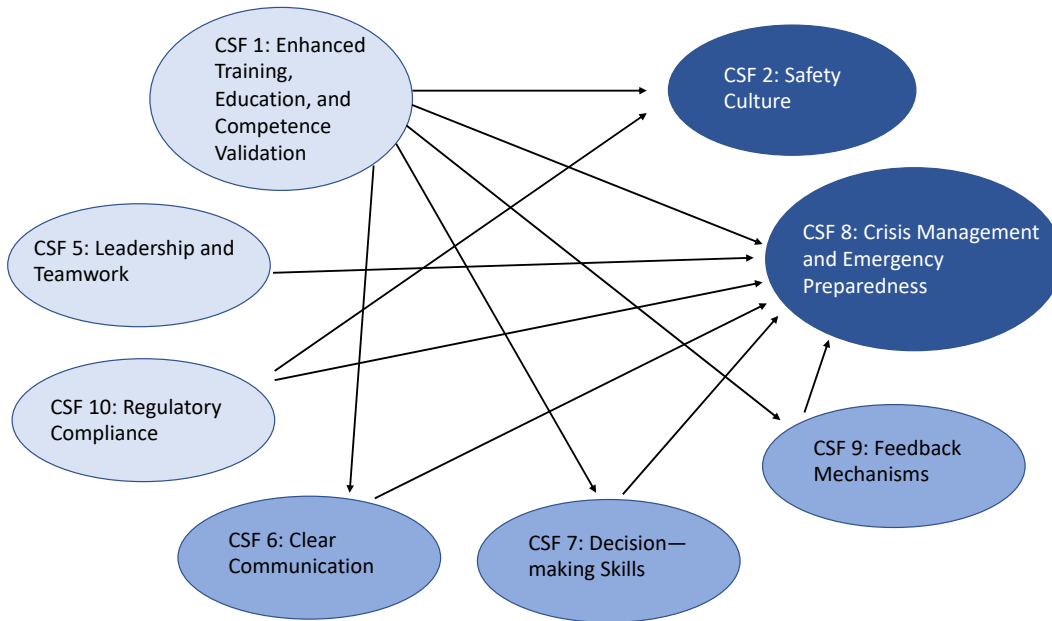 CSF 1: Enhanced
Training,
Education, and
Competence
Validation
CSF 2: Safety
Culture
CSF 5: Leadership and
Teamwork
CSF 8: Crisis Management
and Emergency
Preparedness
CSF 10: Regulatory
Compliance
CSF 9: Feedback
Mechanisms
CSF 6: Clear
Communication
CSF 7: Decision—
making Skills